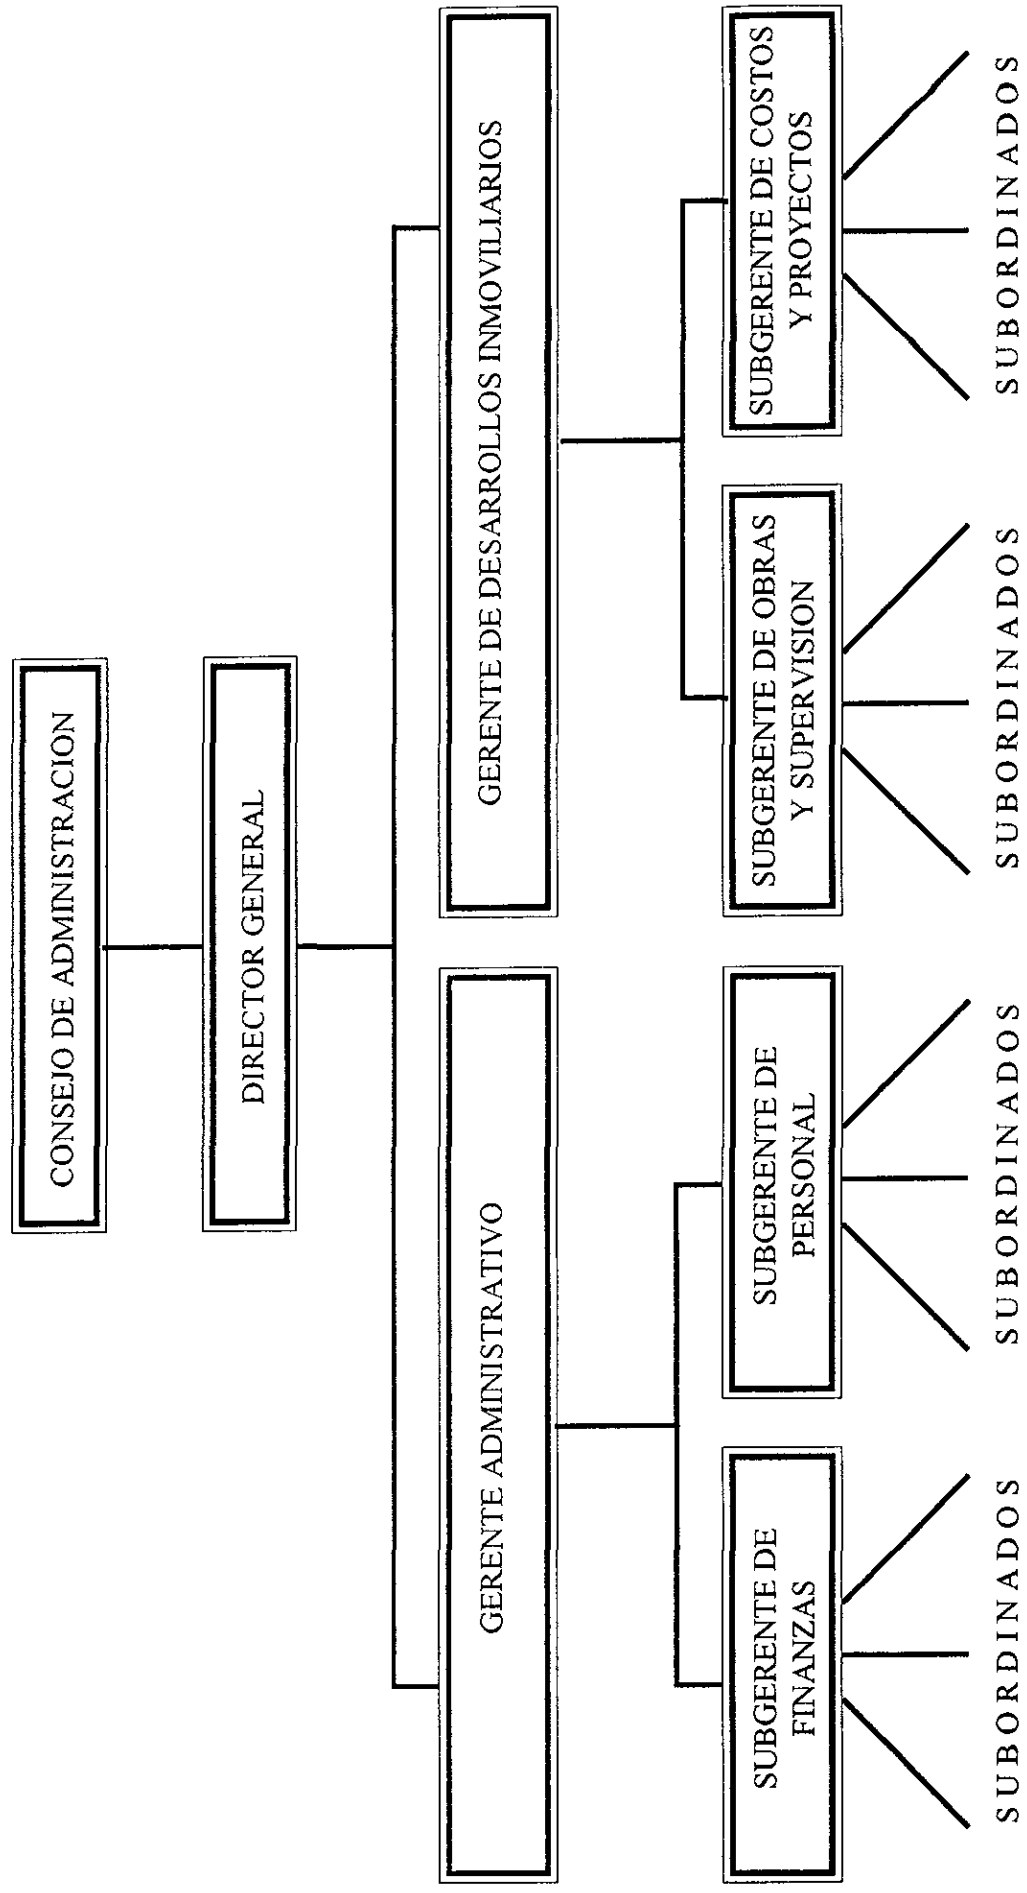 CONSEJO DE ADMINISTRACION
DIRECTOR GENERAL
GERENTE ADMINISTRATIVO
GERENTE DE DESARROLLOS INMOVILIARIOS
SUBGERENTE DE
FINANZAS
SUBGERENTE DE
PERSONAL
SUBGERENTE DE OBRAS
Y SUPERVISION
SUBGERENTE DE COSTOS
Y PROYECTOS
SUBORDINADOS
SUBORDINADOS
SUBORDINADOS
SUBORDINADOS